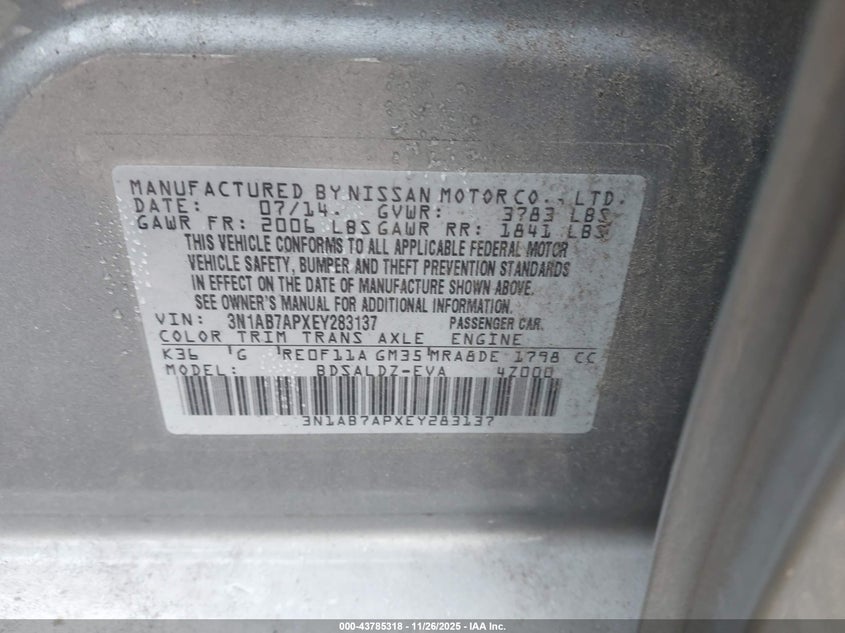 MANUFACTURED BY NISSAN MOTOR CO., LTD.
DATE: 07/14. GVWR: 3783 LBS
GAWR FR: 2006 LBS GAWR RR: 1841 LBS
THIS VEHICLE CONFORMS TO ALL APPLICABLE FEDERAL MOTOR
VEHICLE SAFETY, BUMPER AND THEFT PREVENTION STANDARDS
IN EFFECT ON THE DATE OF MANUFACTURE SHOWN ABOVE.
SEE OWNER'S MANUAL FOR ADDITIONAL INFORMATION.
VIN: 3N1AB7APXEY283137 PASSENGER CAR.
COLOR TRIM TRANS AXLE ENGINE
K36 G RE0F11A GM35 MRA8DE 1798 CC
MODEL: BDSALDZ-EVA 4Z000
3N1AB7APXEY283137
000-43785318 - 11/26/2025 - IAA Inc.